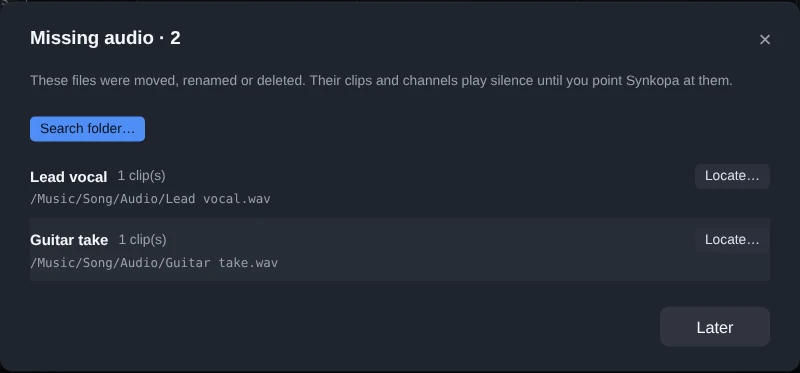 Missing audio · 2
These files were moved, renamed or deleted. Their clips and channels play silence until you point Synkopa at them.
Search folder…
Lead vocal 1 clip(s) Locate…
/Music/Song/Audio/Lead vocal.wav
Guitar take 1 clip(s) Locate…
/Music/Song/Audio/Guitar take.wav
Later